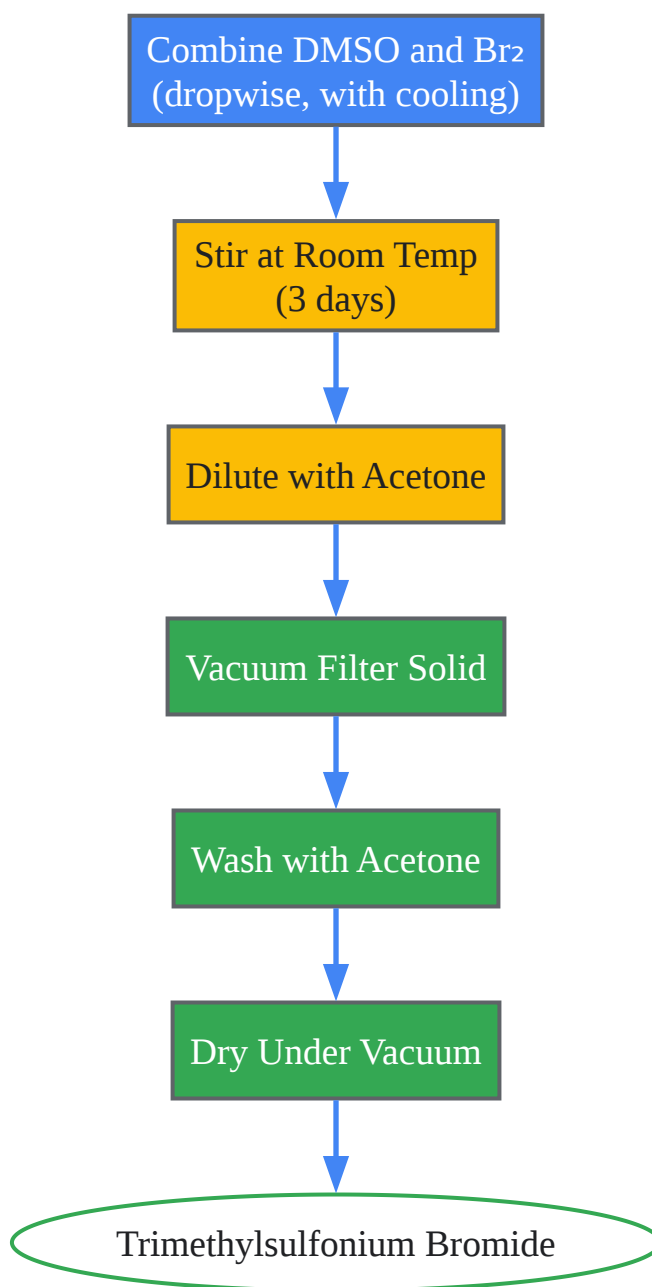 Combine DMSO and Br₂
(dropwise, with cooling)
Stir at Room Temp
(3 days)
Dilute with Acetone
Vacuum Filter Solid
Wash with Acetone
Dry Under Vacuum
Trimethylsulfonium Bromide